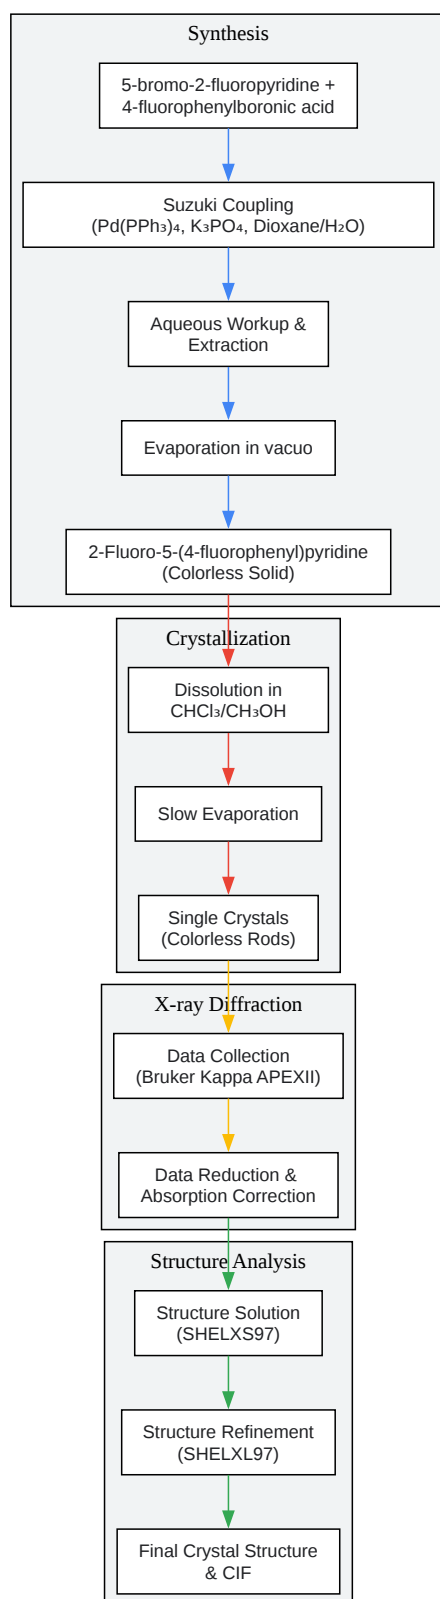 Synthesis
5-bromo-2-fluoropyridine +
4-fluorophenylboronic acid
Suzuki Coupling
(Pd(PPh₃)₄, K₃PO₄, Dioxane/H₂O)
Aqueous Workup &
Extraction
Evaporation in vacuo
2-Fluoro-5-(4-fluorophenyl)pyridine
(Colorless Solid)
Crystallization
Dissolution in
CHCl₃/CH₃OH
Slow Evaporation
Single Crystals
(Colorless Rods)
X-ray Diffraction
Data Collection
(Bruker Kappa APEXII)
Data Reduction &
Absorption Correction
Structure Analysis
Structure Solution
(SHELXS97)
Structure Refinement
(SHELXL97)
Final Crystal Structure
& CIF